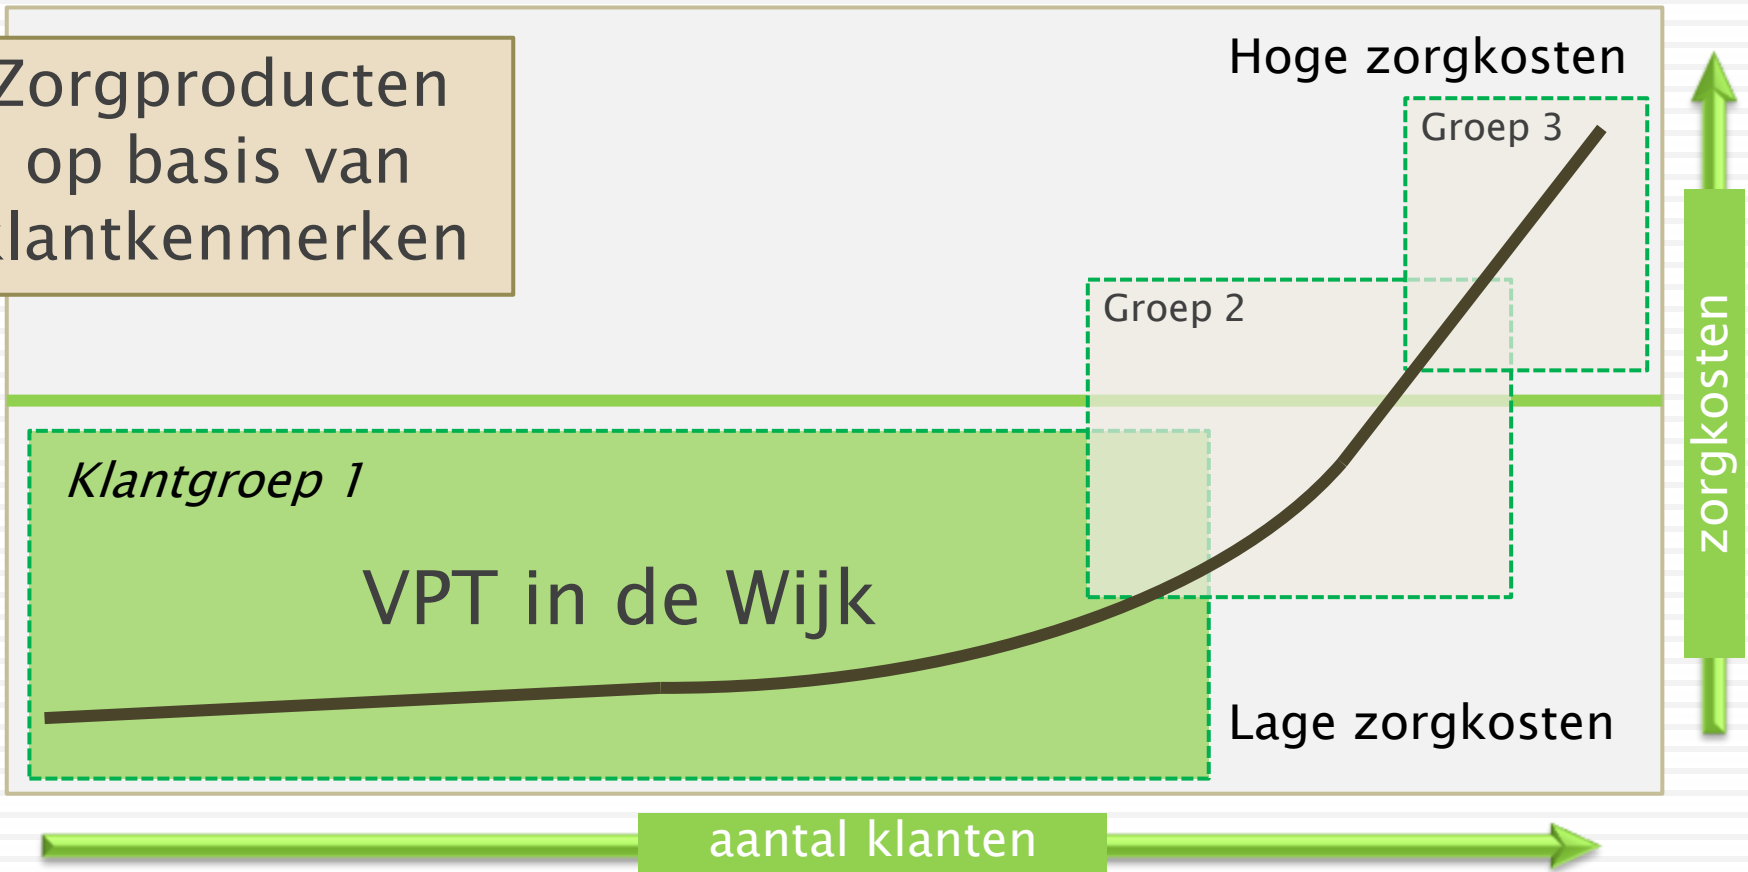 Zorgproducten
op basis van
klantkenmerken
Hoge zorgkosten
Groep 3
Groep 2
zorgkosten
Klantgroep 1
VPT in de Wijk
Lage zorgkosten
aantal klanten